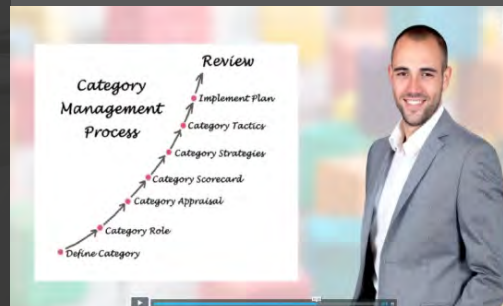 Category
Management
Process
Review
Implement Plan
Category Tactics
Category Strategies
Category Scorecard
Category Appraisal
Category Role
Define Category